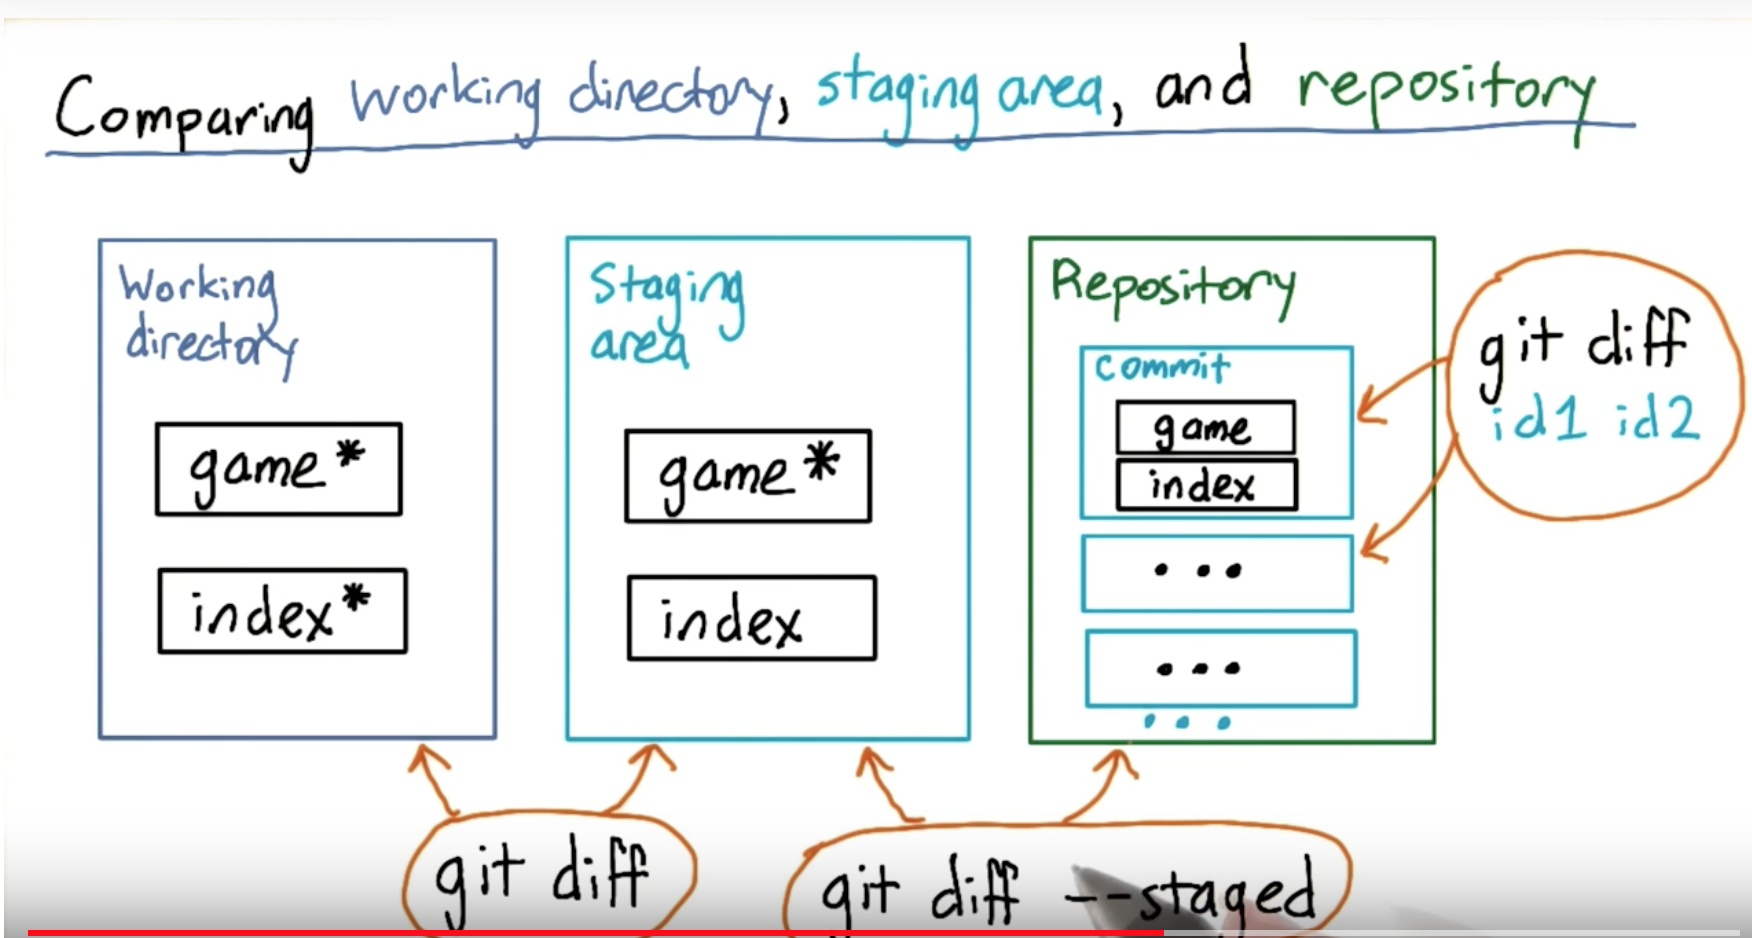 Comparing working directory, staging area, and repository
Working
directory
game*
index*
Staging
area
game*
index
Repository
commit
game
index
...
...
...
git diff
id1 id2
git diff
git diff --staged